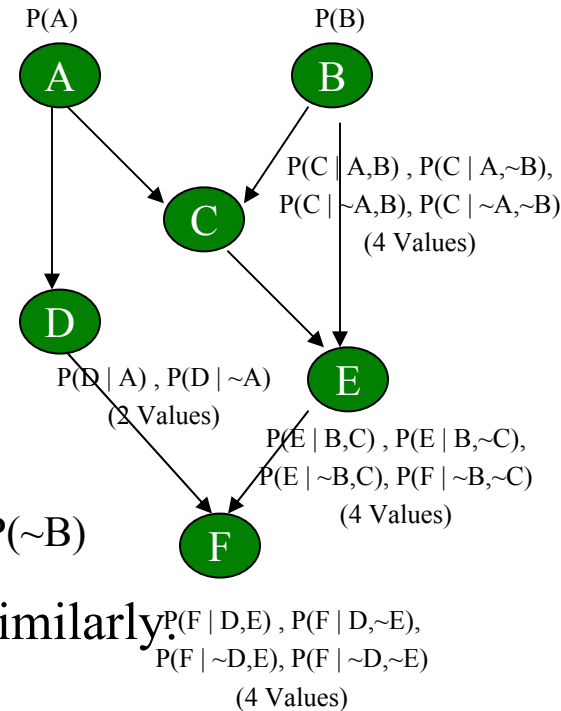 P(A)
P(B)
A
B
P(C | A,B) , P(C | A,~B),
P(C | ~A,B), P(C | ~A,~B)
(4 Values)
C
D
P(D | A) , P(D | ~A)
(2 Values)
E
P(E | B,C) , P(E | B,~C),
P(E | ~B,C), P(F | ~B,~C)
(4 Values)
P(~B)
F
imilarly.
P(F | D,E) , P(F | D,~E),
P(F | ~D,E), P(F | ~D,~E)
(4 Values)